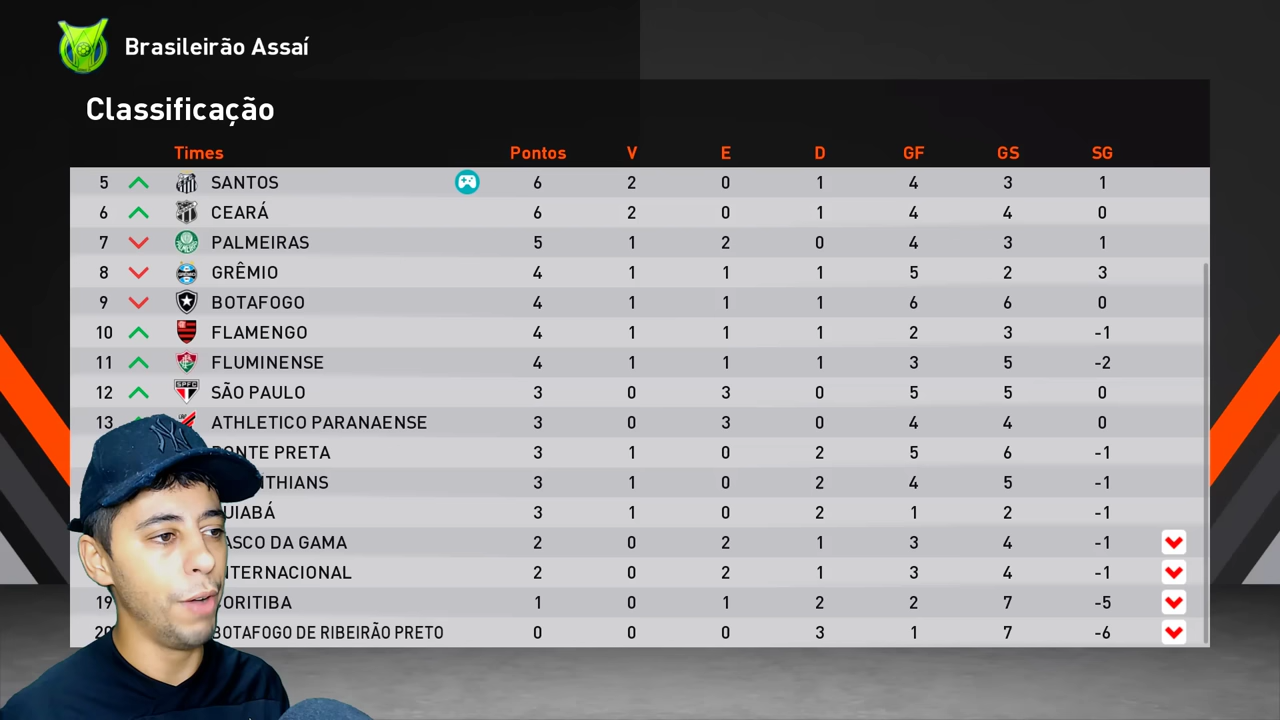 Brasileirão Assaí
Classificação
Times Pontos V E D GF GS SG
5 SANTOS 6 2 0 1 4 3 1
6 CEARÁ 6 2 0 1 4 4 0
7 PALMEIRAS 5 1 2 0 4 3 1
8 GRÊMIO 4 1 1 1 5 2 3
9 BOTAFOGO 4 1 1 1 6 6 0
10 FLAMENGO 4 1 1 1 2 3 -1
11 FLUMINENSE 4 1 1 1 3 5 -2
12 SPFC SÃO PAULO 3 0 3 0 5 5 0
13 ATHLETICO PARANAENSE 3 0 3 0 4 4 0
PRETA 3 1 0 2 5 6 -1
3 1 0 2 4 5 -1
3 1 0 2 1 2 -1
DA GAMA 2 0 2 1 3 4 -1
2 0 2 1 3 4 -1
19 1 0 1 2 2 7 -5
BOTAFOGO DE RIBEIRÃO PRETO 0 0 0 3 1 7 -6